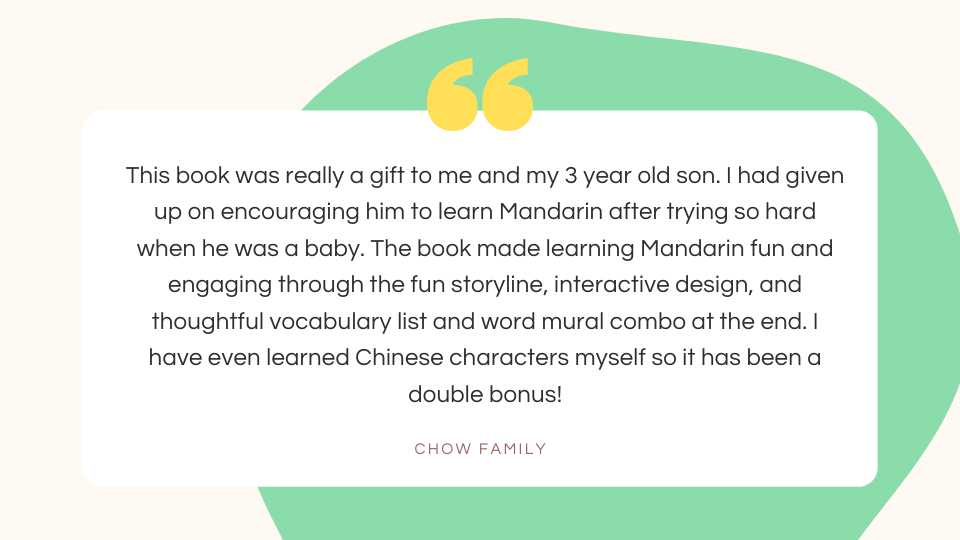 This book was really a gift to me and my 3 year old son. I had given
up on encouraging him to learn Mandarin after trying so hard
when he was a baby. The book made learning Mandarin fun and
engaging through the fun storyline, interactive design, and
thoughtful vocabulary list and word mural combo at the end. I
have even learned Chinese characters myself so it has been a
double bonus!
CHOW FAMILY